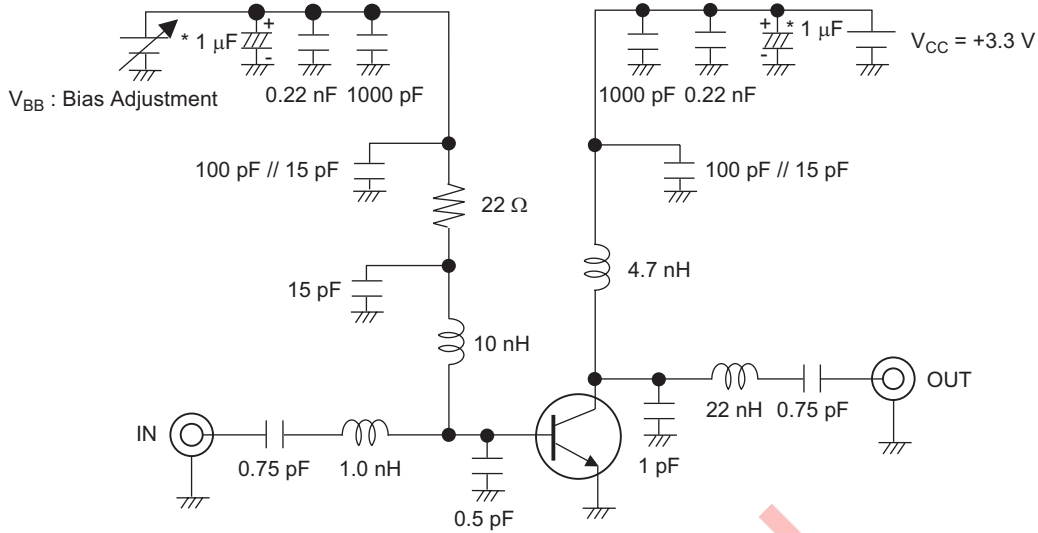 + * 1 μF -
0.22 nF 1000 pF
V_BB : Bias Adjustment
+ * 1 μF -
V_CC = +3.3 V
1000 pF 0.22 nF
100 pF // 15 pF
100 pF // 15 pF
22 Ω
4.7 nH
15 pF
10 nH
OUT
22 nH 0.75 pF
IN
1 pF
0.75 pF 1.0 nH
0.5 pF